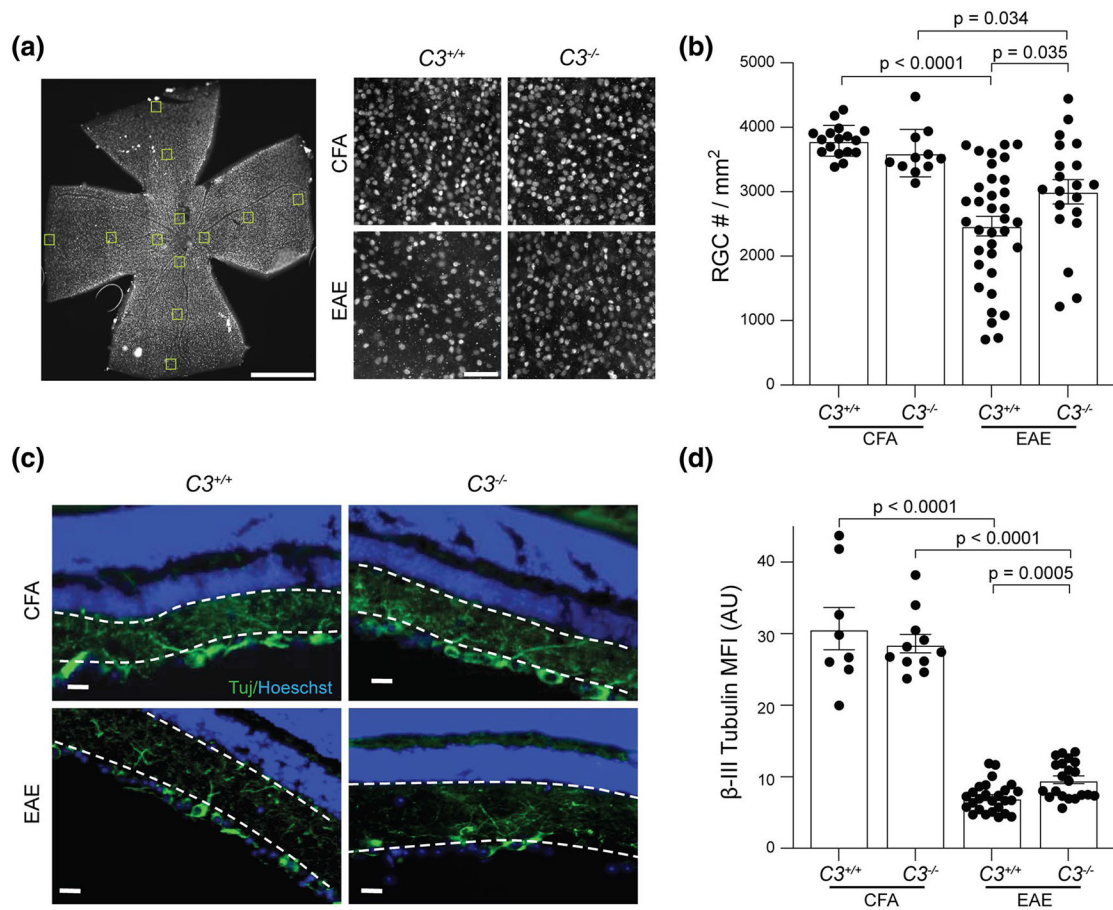 (a)
C3+/+
C3-/-
CFA
EAE
(b)
p = 0.034
p < 0.0001
p = 0.035
RGC # / mm2
5000
4000
3000
2000
1000
0
C3+/+
C3-/-
C3+/+
C3-/-
CFA
EAE
(c)
C3+/+
C3-/-
CFA
EAE
Tuj/Hoeschst
(d)
p < 0.0001
p < 0.0001
p = 0.0005
β-III Tubulin MFI (AU)
40
30
20
10
0
C3+/+
C3-/-
C3+/+
C3-/-
CFA
EAE